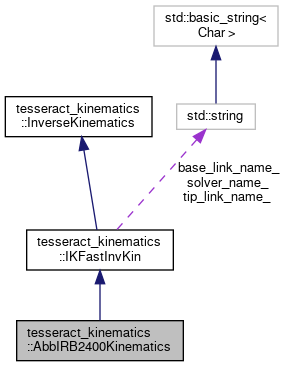 std::basic_string<
Char >
tesseract_kinematics
::InverseKinematics
std::string
base_link_name_
solver_name_
tip_link_name_
tesseract_kinematics
::IKFastInvKin
tesseract_kinematics
::AbbIRB2400Kinematics